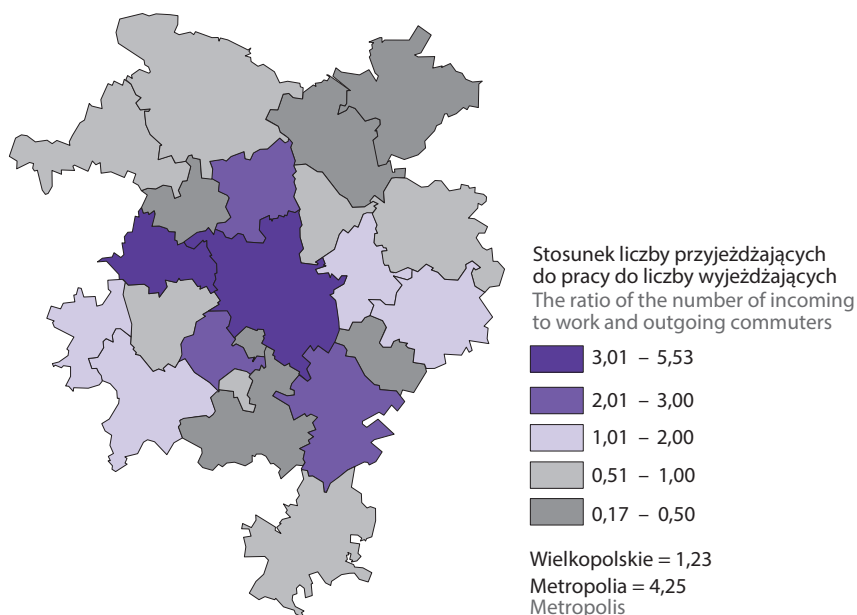 Stosunek liczby przyjeżdżających
do pracy do liczby wyjeżdżających
The ratio of the number of incoming
to work and outgoing commuters
3,01 – 5,53
2,01 – 3,00
1,01 – 2,00
0,51 – 1,00
0,17 – 0,50
Wielkopolskie = 1,23
Metropolia = 4,25
Metropolis